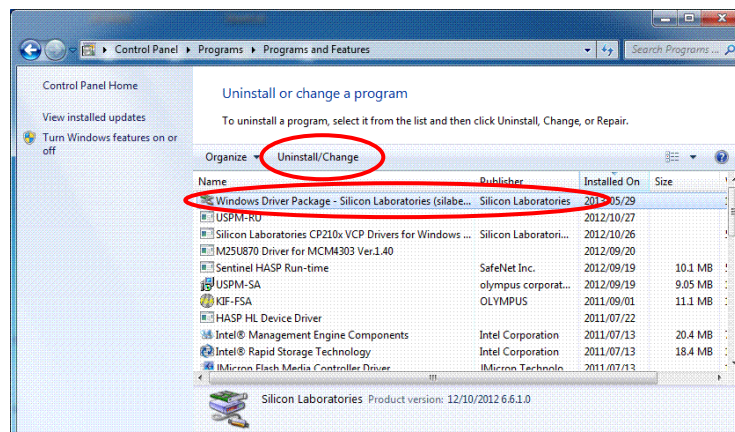 Control Panel ▸ Programs ▸ Programs and Features
Search Programs ...
Control Panel Home
View installed updates
Turn Windows features on or
off
Uninstall or change a program
To uninstall a program, select it from the list and then click Uninstall, Change, or Repair.
Organize Uninstall/Change
Name Publisher Installed On Size
Windows Driver Package - Silicon Laboratories (silabe... Silicon Laboratories 2013/05/29
USPM-RU 2012/10/27
Silicon Laboratories CP210x VCP Drivers for Windows ... Silicon Laboratori... 2012/10/26
M25U870 Driver for MCM4303 Ver.1.40 2012/09/20
Sentinel HASP Run-time SafeNet Inc. 2012/09/19 10.1 MB
USPM-SA olympus corporat... 2012/09/19 9.05 MB
KIF-FSA OLYMPUS 2011/09/01 11.1 MB
HASP HL Device Driver 2011/07/22
Intel® Management Engine Components Intel Corporation 2011/07/13 20.4 MB
Intel® Rapid Storage Technology Intel Corporation 2011/07/13 18.4 MB
JMicron Flash Media Controller Driver JMicron Technolo 2011/07/13
Silicon Laboratories Product version: 12/10/2012 6.6.1.0